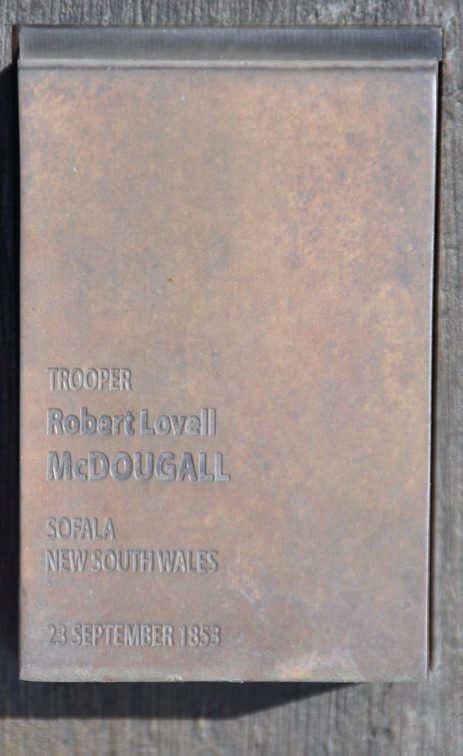 TROOPER
Robert Lovell
McDOUGALL
SOFALA
NEW SOUTH WALES
23 SEPTEMBER 1853